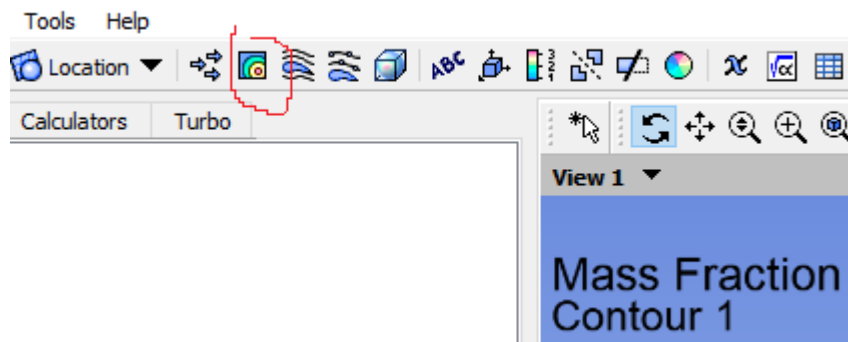 Tools Help
Location ABC x √α
Calculators Turbo
View 1
Mass Fraction
Contour 1